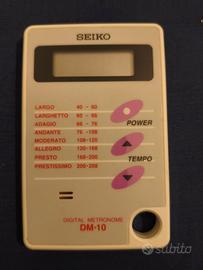 SEIKO
LARGO 40 - 60
LARGHETTO 60 - 66
ADAGIO 66 - 76
ANDANTE 76 - 108
MODERATO 108 - 120
ALLEGRO 120 - 168
PRESTO 168 - 200
PRESTISSIMO 200 - 208
POWER
TEMPO
DIGITAL METRONOME
DM-10
subito